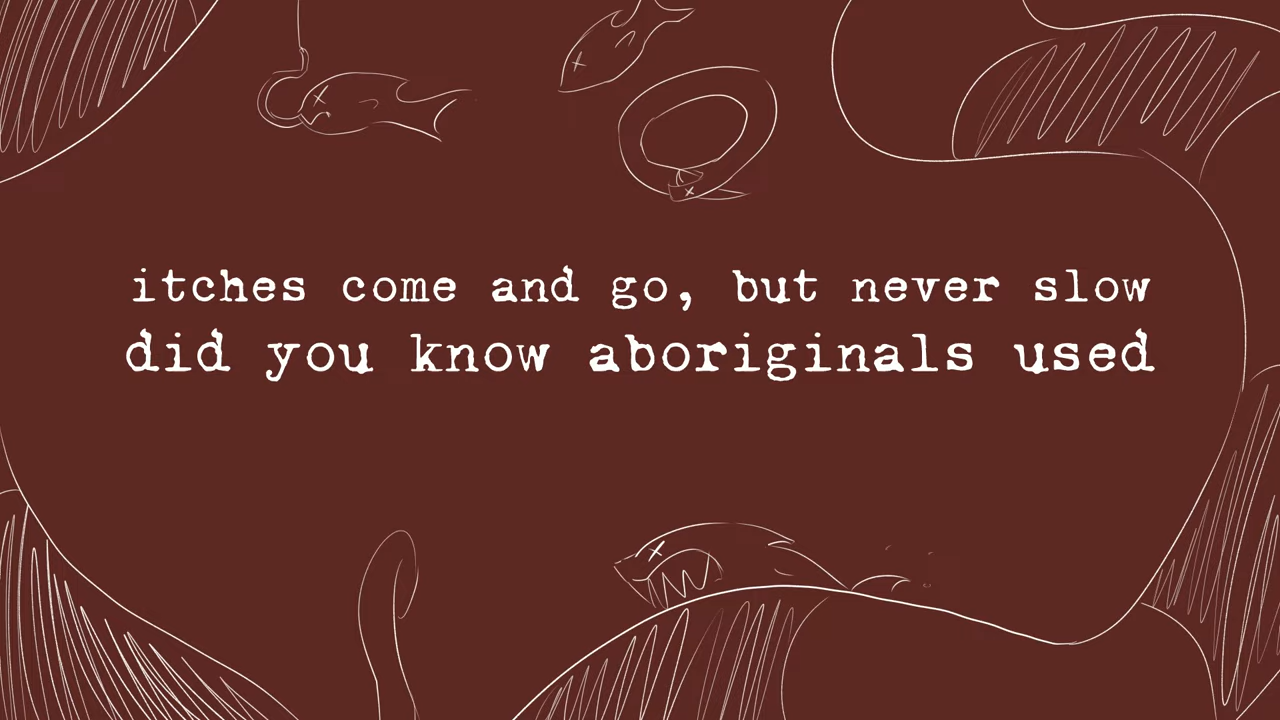 itches come and go, but never slow
did you know aboriginals used